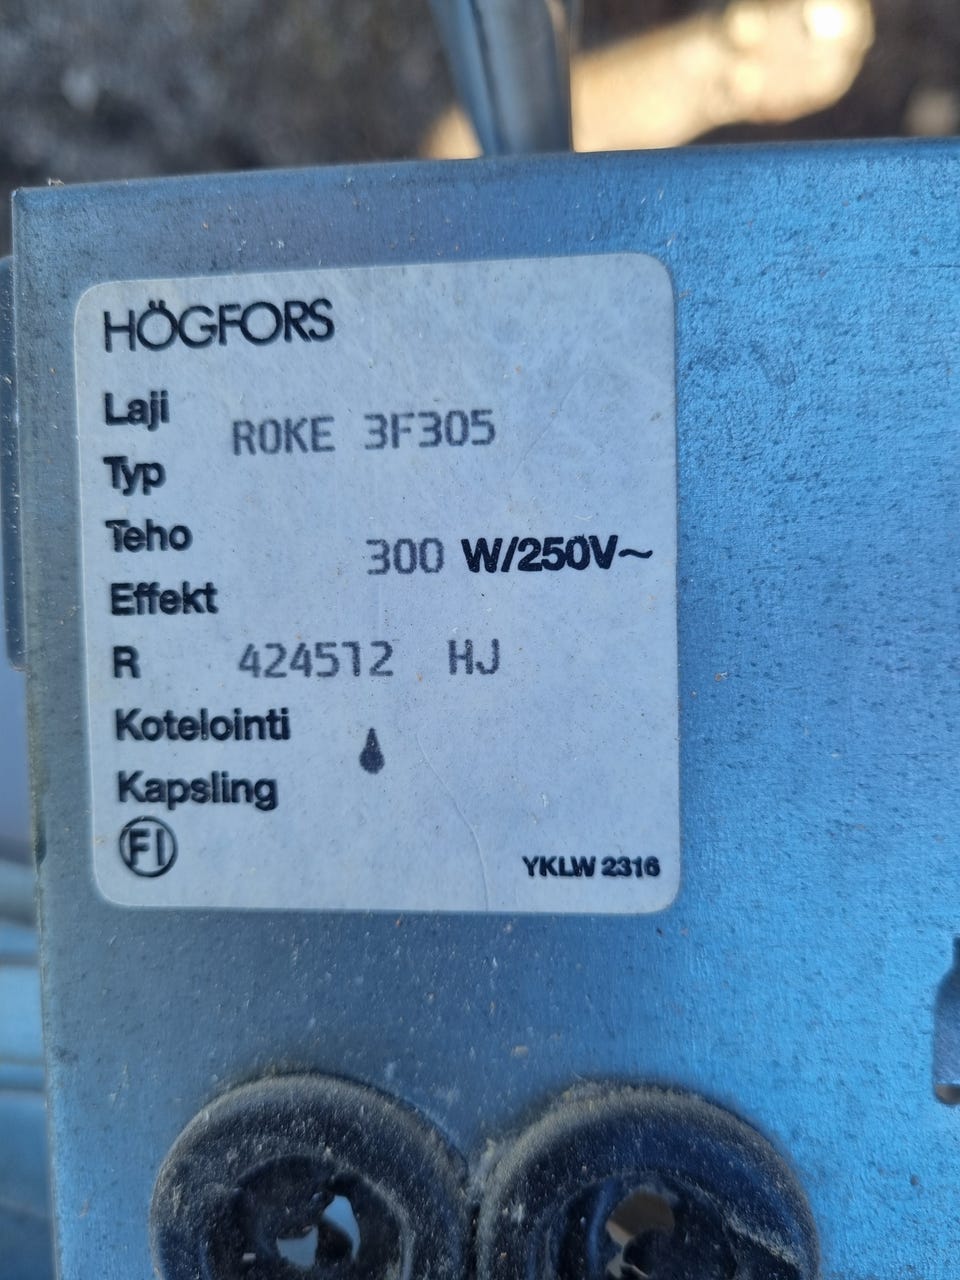 HÖGFORS
Laji
ROKE 3F305
Typ
Teho
300 W/250V~
Effekt
R 424512 HJ
Kotelointi
Kapsling
FI
YKLW 2316